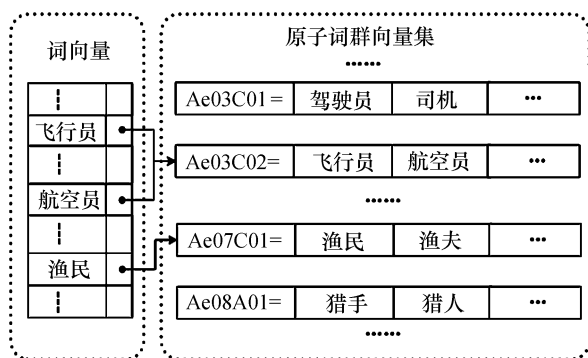 词向量
飞行员
航空员
渔民
原子词群向量集
……
Ae03C01= 驾驶员 司机 …
Ae03C02= 飞行员 航空员 …
……
Ae07C01= 渔民 渔夫 …
Ae08A01= 猎手 猎人 …
……